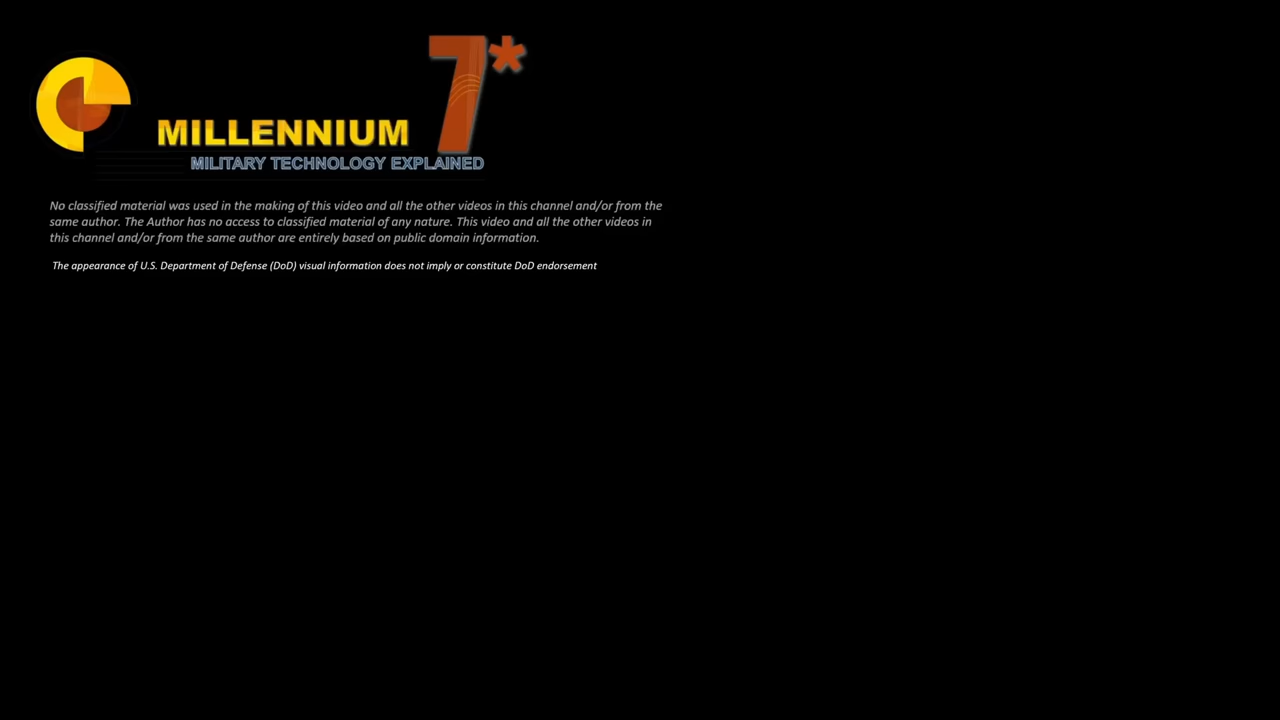 7*
MILLENNIUM
MILITARY TECHNOLOGY EXPLAINED
No classified material was used in the making of this video and all the other videos in this channel and/or from the
same author. The Author has no access to classified material of any nature. This video and all the other videos in
this channel and/or from the same author are entirely based on public domain information.
The appearance of U.S. Department of Defense (DoD) visual information does not imply or constitute DoD endorsement